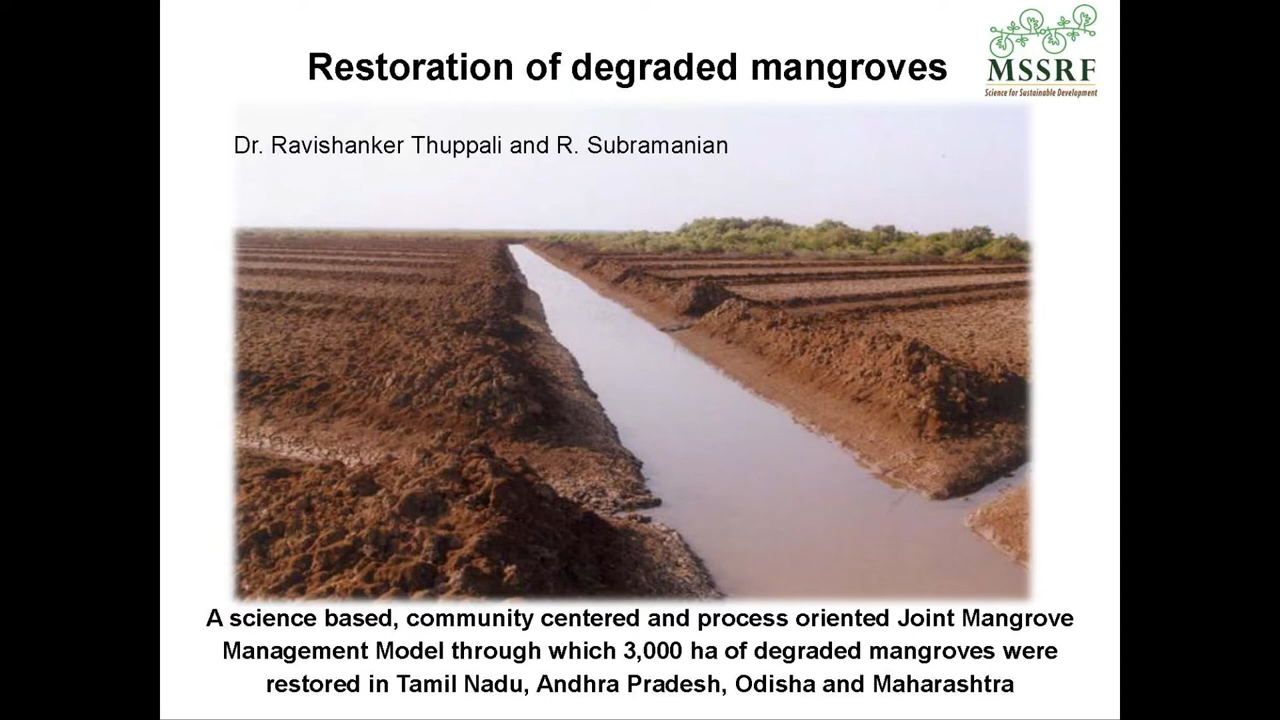 Restoration of degraded mangroves
MSSRF
Science for Sustainable Development
Dr. Ravishanker Thuppali and R. Subramanian
A science based, community centered and process oriented Joint Mangrove
Management Model through which 3,000 ha of degraded mangroves were
restored in Tamil Nadu, Andhra Pradesh, Odisha and Maharashtra